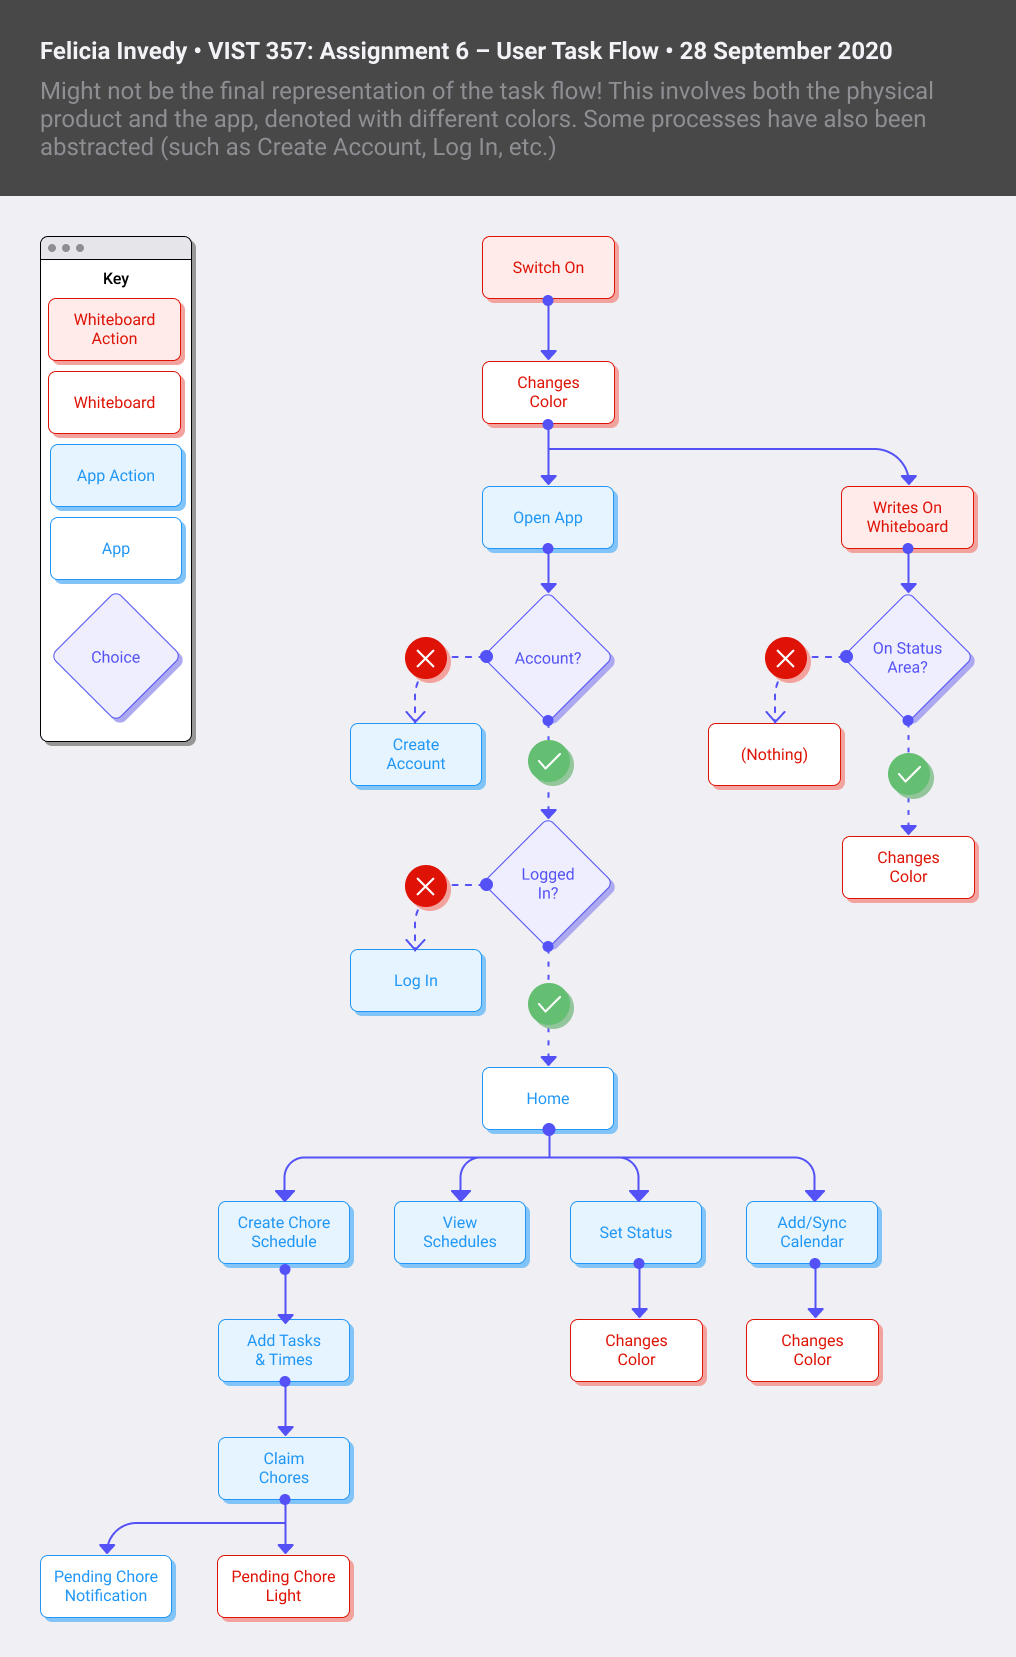 Felicia Invedy • VIST 357: Assignment 6 – User Task Flow • 28 September 2020
Might not be the final representation of the task flow! This involves both the physical
product and the app, denoted with different colors. Some processes have also been
abstracted (such as Create Account, Log In, etc.)
Key
Whiteboard
Action
Whiteboard
App Action
App
Choice
Switch On
Changes
Color
Open App
Writes On
Whiteboard
Account?
On Status
Area?
Create
Account
(Nothing)
Changes
Color
Logged
In?
Log In
Home
Create Chore
Schedule
View
Schedules
Set Status
Add/Sync
Calendar
Add Tasks
& Times
Changes
Color
Changes
Color
Claim
Chores
Pending Chore
Notification
Pending Chore
Light